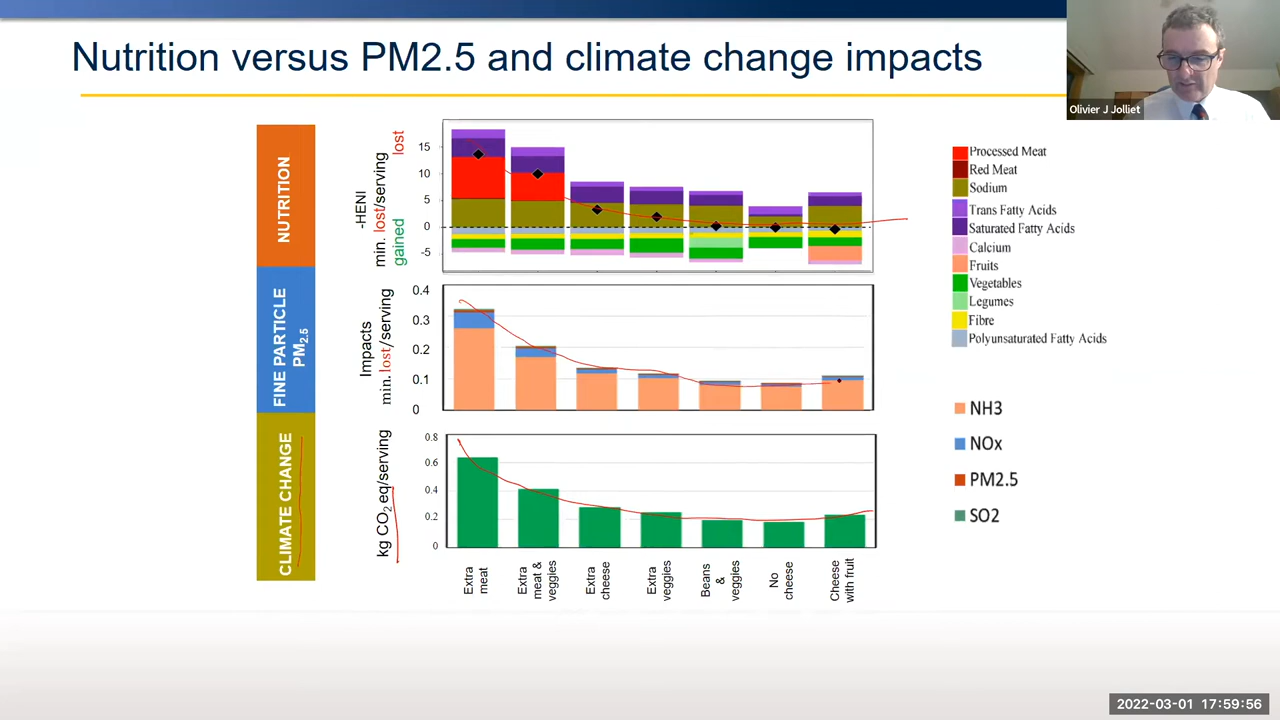 Nutrition versus PM2.5 and climate change impacts
Olivier J Jolliet
NUTRITION
-HENI
min. lost/serving lost
gained
15
10
5
0
-5
Processed Meat
Red Meat
Sodium
Trans Fatty Acids
Saturated Fatty Acids
Calcium
Fruits
Vegetables
Legumes
Fibre
Polyunsaturated Fatty Acids
FINE PARTICLE
PM2.5
Impacts
min. lost/serving
0.4
0.3
0.2
0.1
0
NH3
NOx
PM2.5
SO2
CLIMATE CHANGE
kg CO2 eq/serving
0.8
0.6
0.4
0.2
0
Extra
meat
Extra
meat &
veggies
Extra
cheese
Extra
veggies
Beans
&
veggies
No
cheese
Cheese
with fruit
2022-03-01 17:59:56